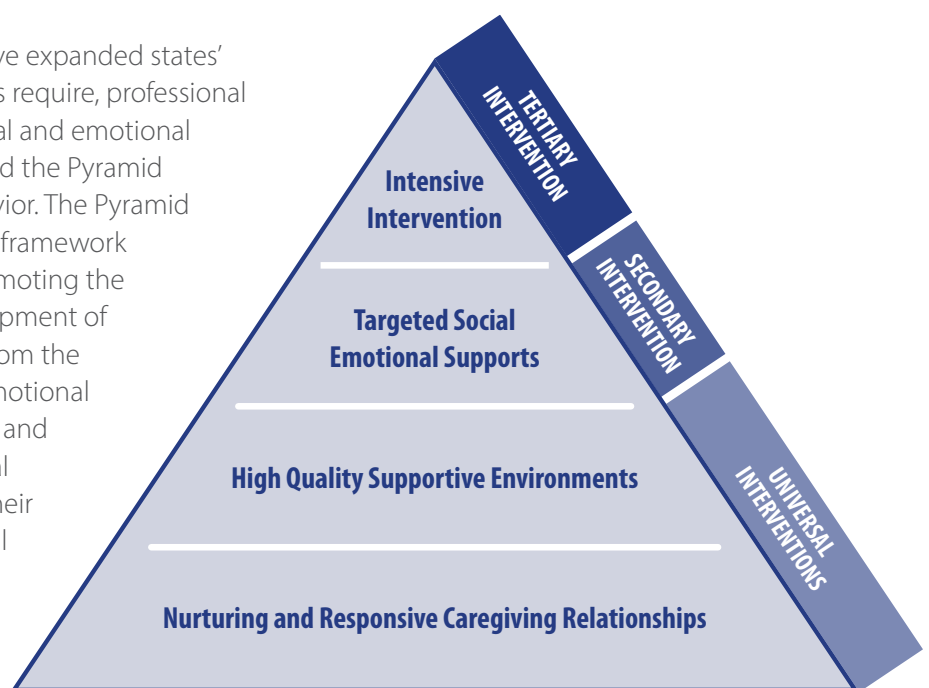 ve expanded states’
s require, professional
al and emotional
d the Pyramid
vior. The Pyramid
framework
moting the
opment of
om the
motional
and
al
heir
l
Intensive
Intervention
Targeted Social
Emotional Supports
High Quality Supportive Environments
Nurturing and Responsive Caregiving Relationships
TERTIARY
INTERVENTION
SECONDARY
INTERVENTION
UNIVERSAL
INTERVENTIONS